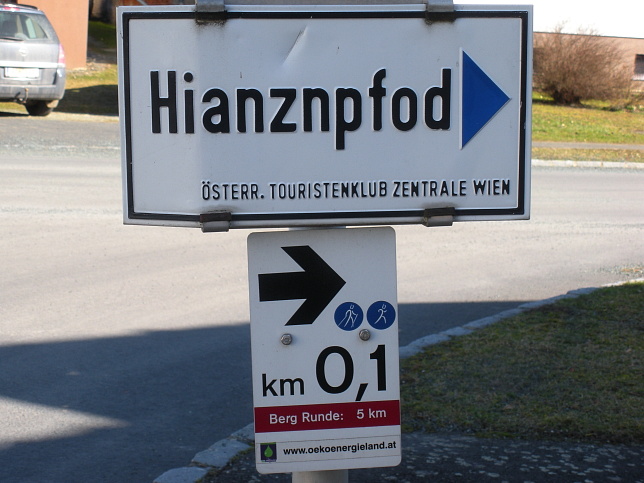 Hianznpfod
ÖSTERR. TOURISTENKLUB ZENTRALE WIEN
km 0,1
Berg Runde: 5 km
www.oekoenergieland.at